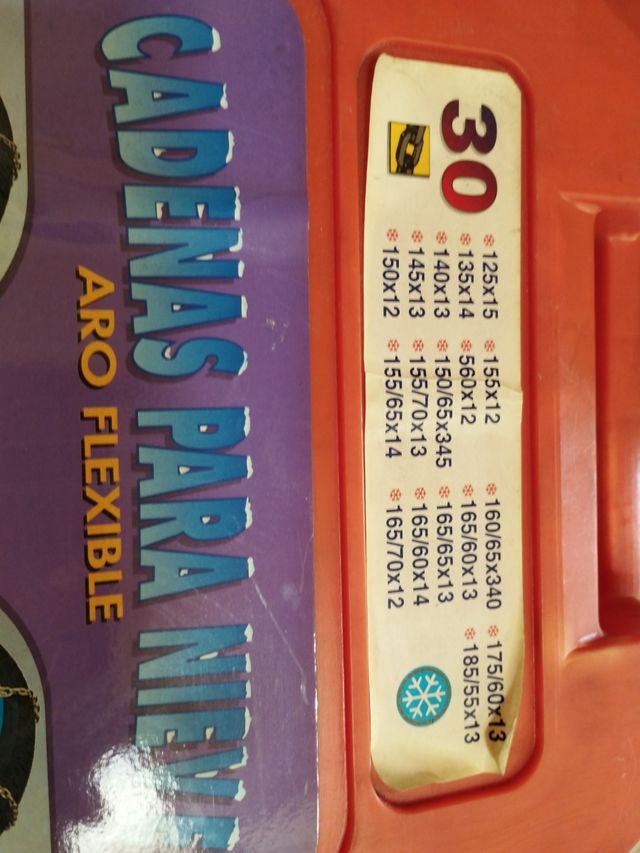 30
125x15 155x12 160/65x340 175/60x13
135x14 560x12 165/60x13 185/55x13
140x13 150/65x345 165/65x13
145x13 155/70x13 165/60x14
150x12 155/65x14 165/70x12
CADENAS PARA NIEVE
ARO FLEXIBLE